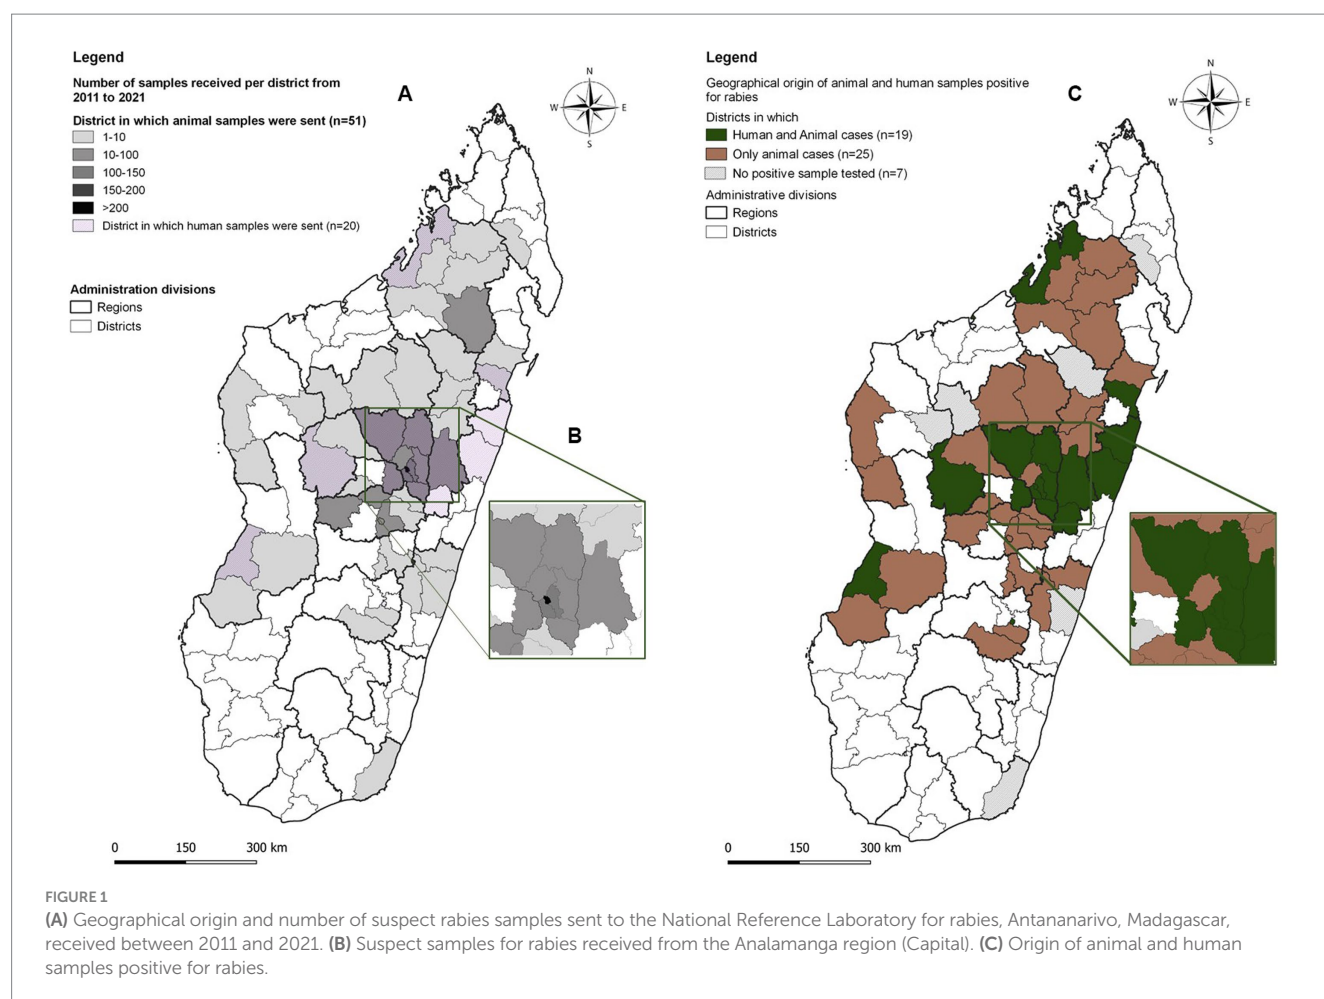 Legend
Number of samples received per district from
2011 to 2021
District in which animal samples were sent (n=51)
1-10
10-100
100-150
150-200
>200
District in which human samples were sent (n=20)
Administration divisions
Regions
Districts
A
N
W
E
S
B
0
150
300 km
Legend
Geographical origin of animal and human samples positive
for rabies
Districts in which
Human and Animal cases (n=19)
Only animal cases (n=25)
No positive sample tested (n=7)
Administrative divisions
Regions
Districts
C
N
W
E
S
0
150
300 km
FIGURE 1
(A) Geographical origin and number of suspect rabies samples sent to the National Reference Laboratory for rabies, Antananarivo, Madagascar,
received between 2011 and 2021. (B) Suspect samples for rabies received from the Analamanga region (Capital). (C) Origin of animal and human
samples positive for rabies.